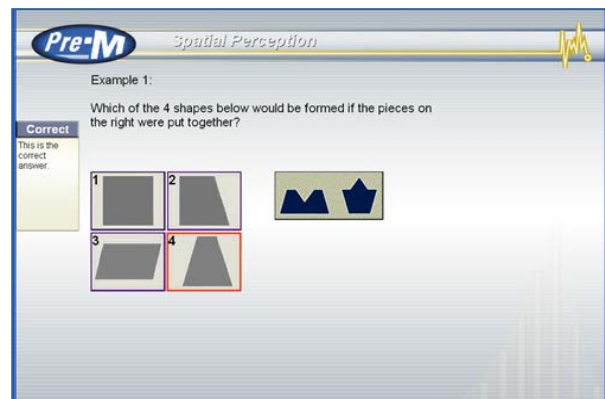 Pre-M
Spatial Perception
Example 1:
Which of the 4 shapes below would be formed if the pieces on
the right were put together?
Correct
This is the
correct
answer.
1
2
3
4